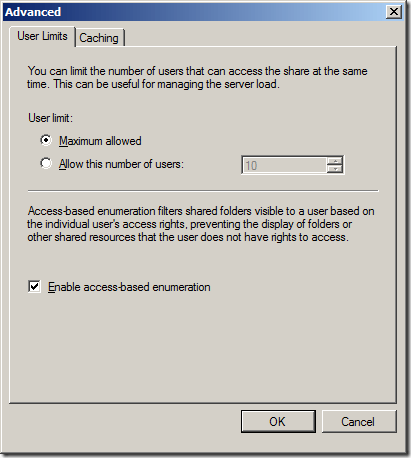 Advanced
User Limits
Caching
You can limit the number of users that can access the share at the same
time. This can be useful for managing the server load.
User limit:
Maximum allowed
Allow this number of users:
10
Access-based enumeration filters shared folders visible to a user based on
the individual user's access rights, preventing the display of folders or
other shared resources that the user does not have rights to access.
Enable access-based enumeration
OK
Cancel